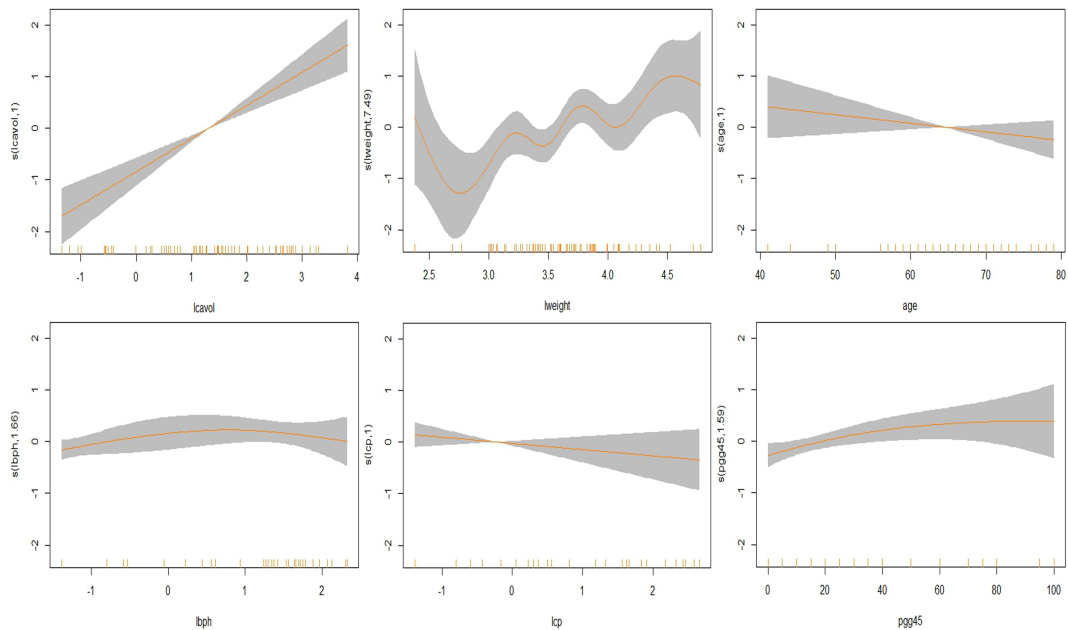 2
1
0
-1
-2
s(lcavol,1)
-1 0 1 2 3 4
lcavol
2
1
0
-1
-2
s(lweight,7.49)
2.5 3.0 3.5 4.0 4.5
lweight
2
1
0
-1
-2
s(age,1)
40 50 60 70 80
age
2
1
0
-1
-2
s(lbph,1.66)
-1 0 1 2
lbph
2
1
0
-1
-2
s(lcp,1)
-1 0 1 2
lcp
2
1
0
-1
-2
s(pgg45,1.59)
0 20 40 60 80 100
pgg45